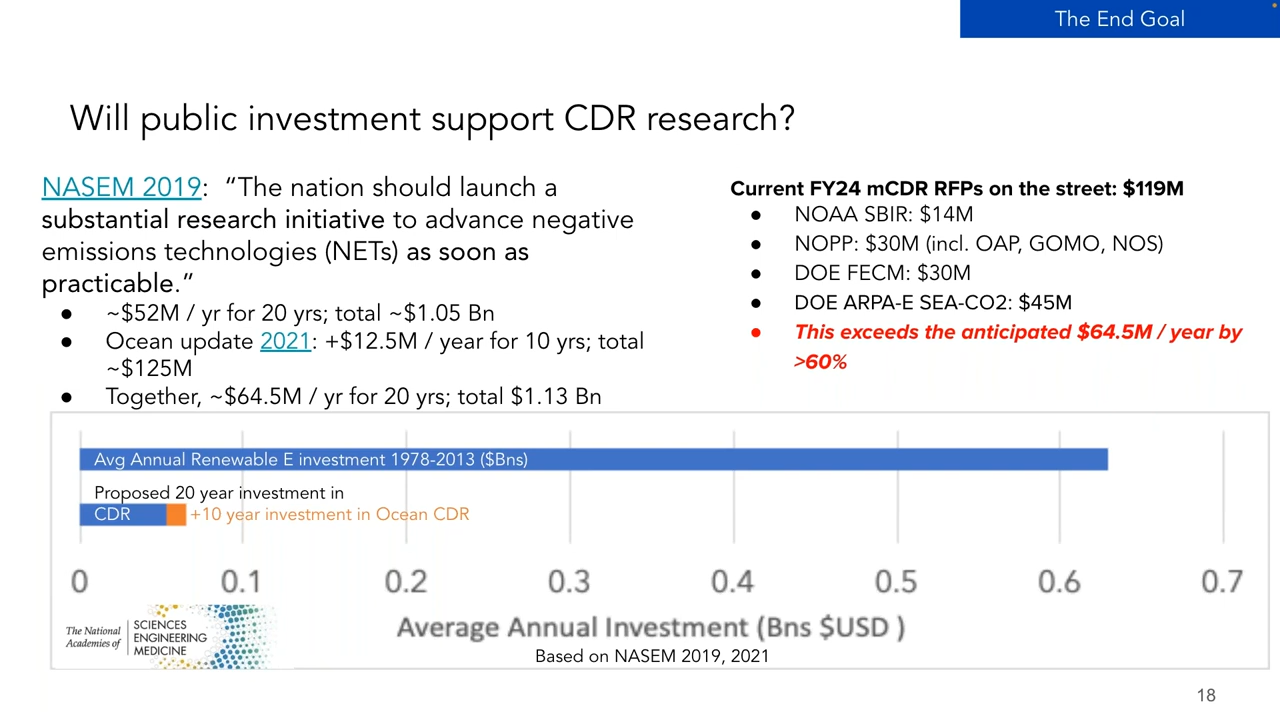 The End Goal
Will public investment support CDR research?
NASEM 2019: “The nation should launch a
substantial research initiative to advance negative
emissions technologies (NETs) as soon as
practicable.”
● ~$52M / yr for 20 yrs; total ~$1.05 Bn
● Ocean update 2021: +$12.5M / year for 10 yrs; total
~$125M
● Together, ~$64.5M / yr for 20 yrs; total $1.13 Bn
Current FY24 mCDR RFPs on the street: $119M
● NOAA SBIR: $14M
● NOPP: $30M (incl. OAP, GOMO, NOS)
● DOE FECM: $30M
● DOE ARPA-E SEA-CO2: $45M
● This exceeds the anticipated $64.5M / year by
>60%
Avg Annual Renewable E investment 1978-2013 ($Bns)
Proposed 20 year investment in
CDR +10 year investment in Ocean CDR
0 0.1 0.2 0.3 0.4 0.5 0.6 0.7
Average Annual Investment (Bns $USD )
The National
Academies of
SCIENCES
ENGINEERING
MEDICINE
Based on NASEM 2019, 2021
18